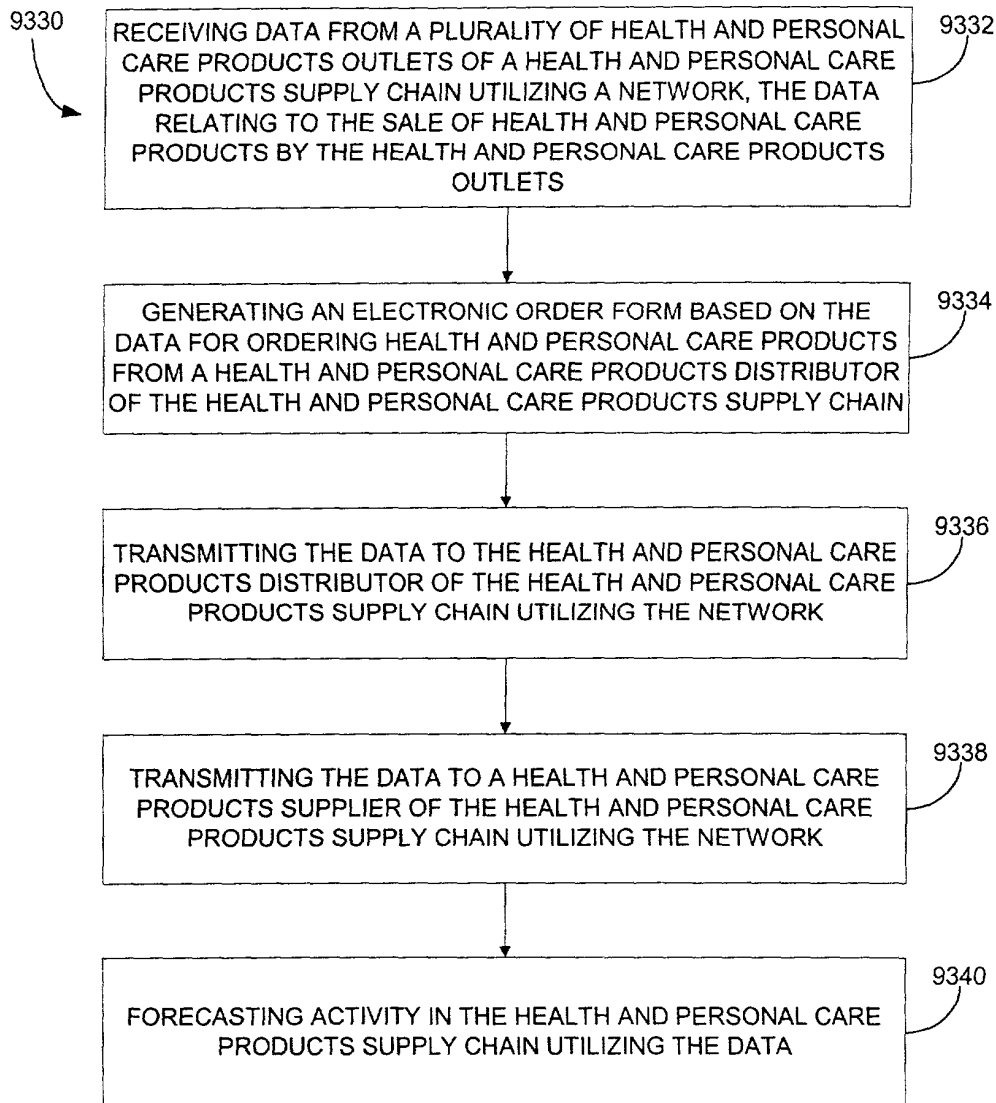 9330
RECEIVING DATA FROM A PLURALITY OF HEALTH AND PERSONAL
CARE PRODUCTS OUTLETS OF A HEALTH AND PERSONAL CARE
PRODUCTS SUPPLY CHAIN UTILIZING A NETWORK, THE DATA
RELATING TO THE SALE OF HEALTH AND PERSONAL CARE
PRODUCTS BY THE HEALTH AND PERSONAL CARE PRODUCTS
OUTLETS
9332
GENERATING AN ELECTRONIC ORDER FORM BASED ON THE
DATA FOR ORDERING HEALTH AND PERSONAL CARE PRODUCTS
FROM A HEALTH AND PERSONAL CARE PRODUCTS DISTRIBUTOR
OF THE HEALTH AND PERSONAL CARE PRODUCTS SUPPLY CHAIN
9334
TRANSMITTING THE DATA TO THE HEALTH AND PERSONAL CARE
PRODUCTS DISTRIBUTOR OF THE HEALTH AND PERSONAL CARE
PRODUCTS SUPPLY CHAIN UTILIZING THE NETWORK
9336
TRANSMITTING THE DATA TO A HEALTH AND PERSONAL CARE
PRODUCTS SUPPLIER OF THE HEALTH AND PERSONAL CARE
PRODUCTS SUPPLY CHAIN UTILIZING THE NETWORK
9338
FORECASTING ACTIVITY IN THE HEALTH AND PERSONAL CARE
PRODUCTS SUPPLY CHAIN UTILIZING THE DATA
9340